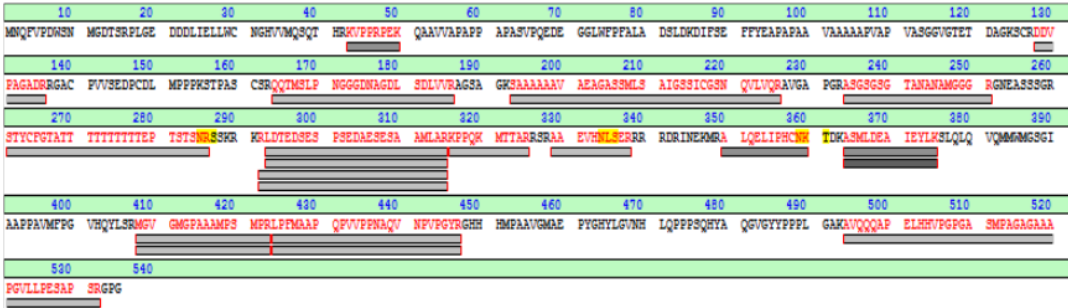 10 20 30 40 50 60 70 80 90 100 110 120 130
MNQFVPDWSN MGDTSRPLGE DDDLIELLWC NGHVVMQSQT HRKVPPRPEK QAAVVAPAPP APASVPQEDE GGLWFPFALA DSLDKDIFSE FFYEAPAPAA VAAAAAPVAP VASGGVGTET DAGKSCRDDV
140 150 160 170 180 190 200 210 220 230 240 250 260
PAGADRRGAC PVVSEDPCDL MPPPKSTPAS CSRQQTMSLP NGGGDNAGDL SDLVVRAGSA GKSAAAAAAV AEAGASSMLS AIGSSICGSN QVLVQRAVGA PGRASGSGSG TANANAMGGG RGNEASSSGR
270 280 290 300 310 320 330 340 350 360 370 380 390
STYCFGTATT TTTTTTTTEP TSTSNRSSKR KRLDTEDSES PSEDAESESA AMLARKPPQK MTTARRSRAA EVHNLSERRR RDRINEKMRA LQELIPHCNK TDKASMLDEA IEYLKSLQLQ VQMMWMGSGI
400 410 420 430 440 450 460 470 480 490 500 510 520
AAPPAVMFPG VHQYLSRMGV GMGPAAAMPS MPRLPFMAAP QPVVPPNAQV NPVPGYRGHH HMPAAVGMAE PYGHYLGVNH LQPPPSQHYA QGVGYYPPPL GAKAVQQQAP ELHHVPGPGA SMPAGAGAAA
530 540
PGVLLPESAP SRGPG